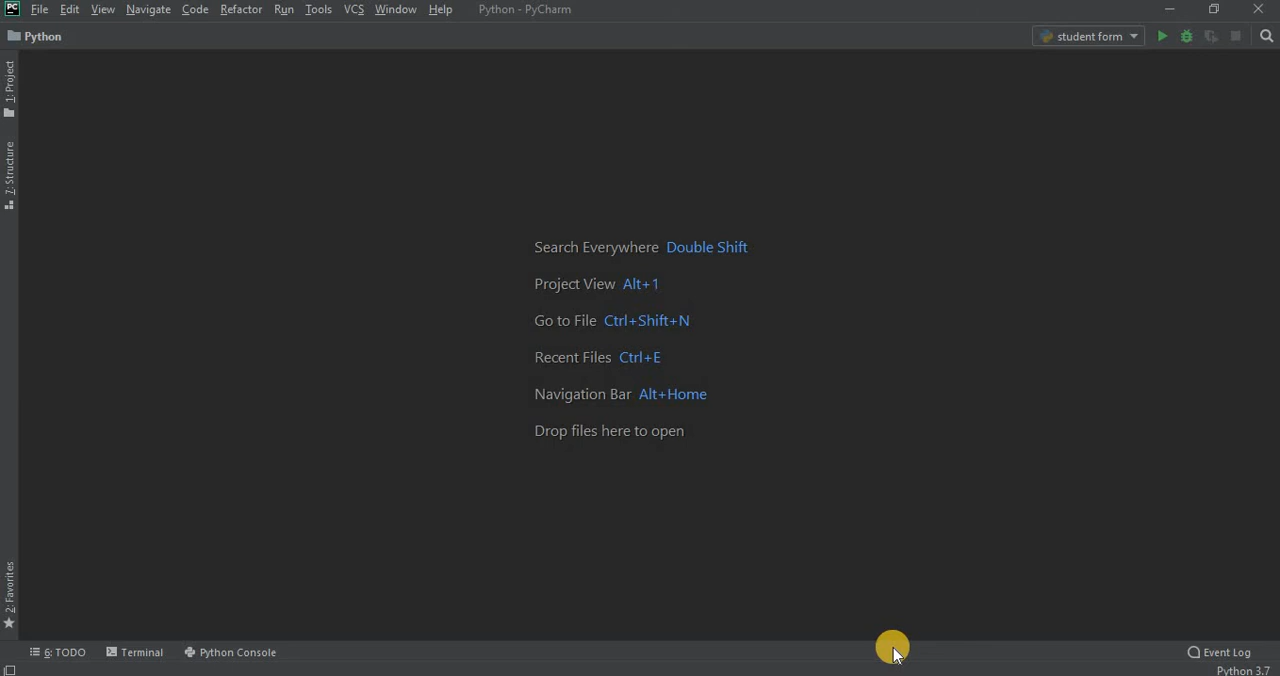 PC File Edit View Navigate Code Refactor Run Tools VCS Window Help Python - PyCharm
Python student form
1: Project
7: Structure
Search Everywhere Double Shift
Project View Alt+1
Go to File Ctrl+Shift+N
Recent Files Ctrl+E
Navigation Bar Alt+Home
Drop files here to open
2: Favorites
6: TODO Terminal Python Console Event Log
Python 3.7